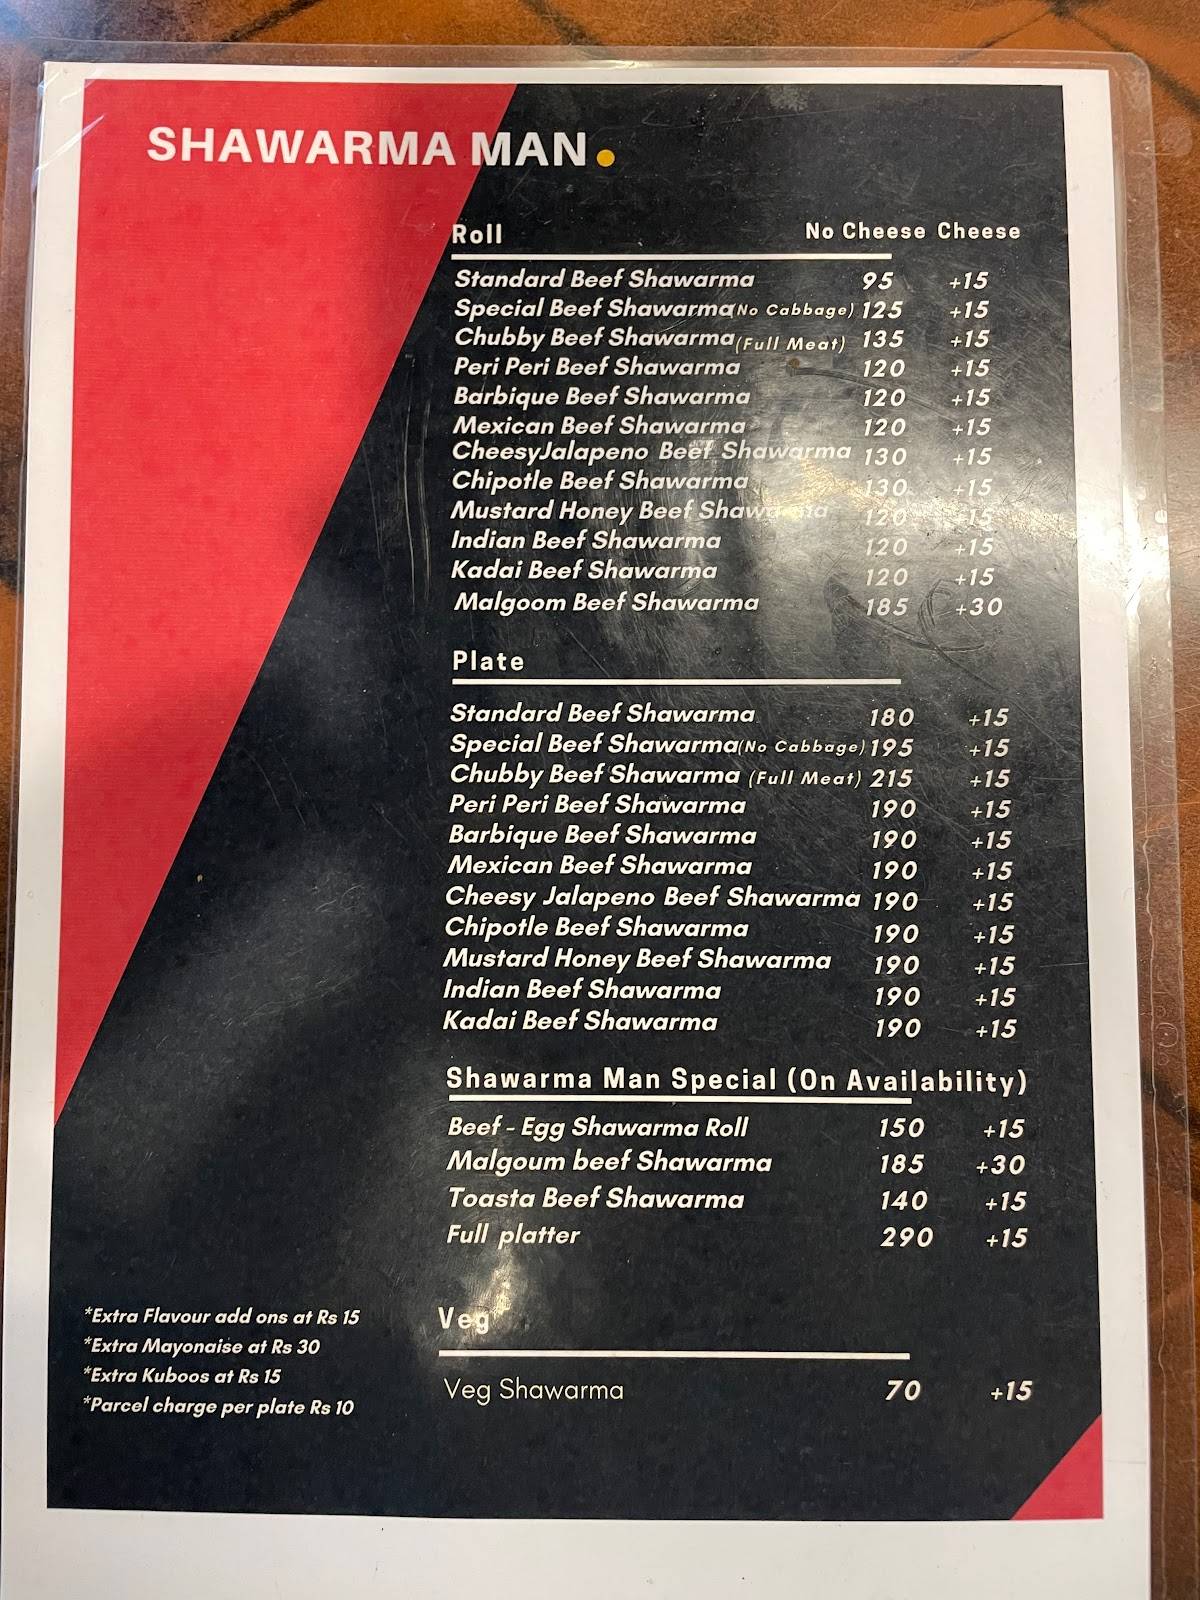 SHAWARMA MAN.
Roll No Cheese Cheese
Standard Beef Shawarma 95 +15
Special Beef Shawarma(No Cabbage) 125 +15
Chubby Beef Shawarma(Full Meat) 135 +15
Peri Peri Beef Shawarma 120 +15
Barbique Beef Shawarma 120 +15
Mexican Beef Shawarma 120 +15
CheesyJalapeno Beef Shawarma 130 +15
Chipotle Beef Shawarma 130 +15
Mustard Honey Beef Shawarma 120 +15
Indian Beef Shawarma 120 +15
Kadai Beef Shawarma 120 +15
Malgoom Beef Shawarma 185 +30
Plate
Standard Beef Shawarma 180 +15
Special Beef Shawarma(No Cabbage) 195 +15
Chubby Beef Shawarma (Full Meat) 215 +15
Peri Peri Beef Shawarma 190 +15
Barbique Beef Shawarma 190 +15
Mexican Beef Shawarma 190 +15
Cheesy Jalapeno Beef Shawarma 190 +15
Chipotle Beef Shawarma 190 +15
Mustard Honey Beef Shawarma 190 +15
Indian Beef Shawarma 190 +15
Kadai Beef Shawarma 190 +15
Shawarma Man Special (On Availability)
Beef - Egg Shawarma Roll 150 +15
Malgoum beef Shawarma 185 +30
Toasta Beef Shawarma 140 +15
Full platter 290 +15
Veg
Veg Shawarma 70 +15
*Extra Flavour add ons at Rs 15
*Extra Mayonaise at Rs 30
*Extra Kuboos at Rs 15
*Parcel charge per plate Rs 10